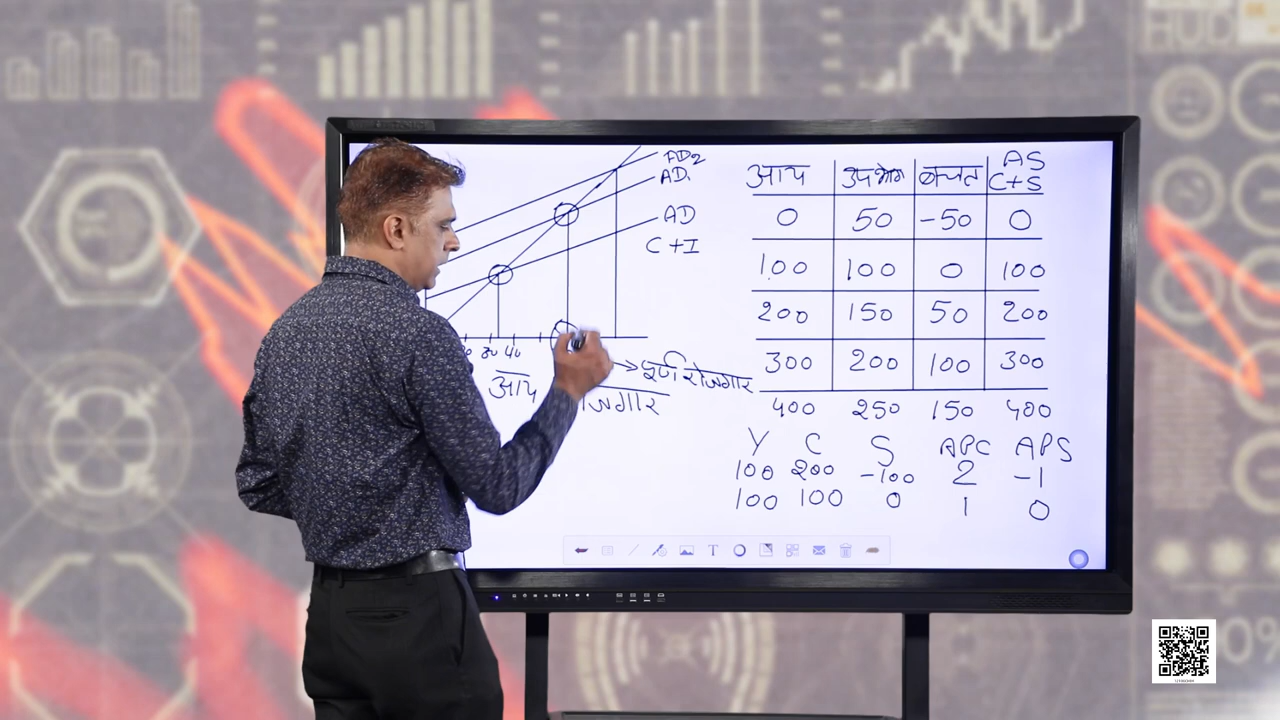 AD2
AD1
AD
C+I
30 40
आय
पूर्ण रोजगार
आय उपभोग बचत AS C+S
0 50 -50 0
100 100 0 100
200 150 50 200
300 200 100 300
400 250 150 400
Y C S APC APS
100 200 -100 2 -1
100 100 0 1 0
T